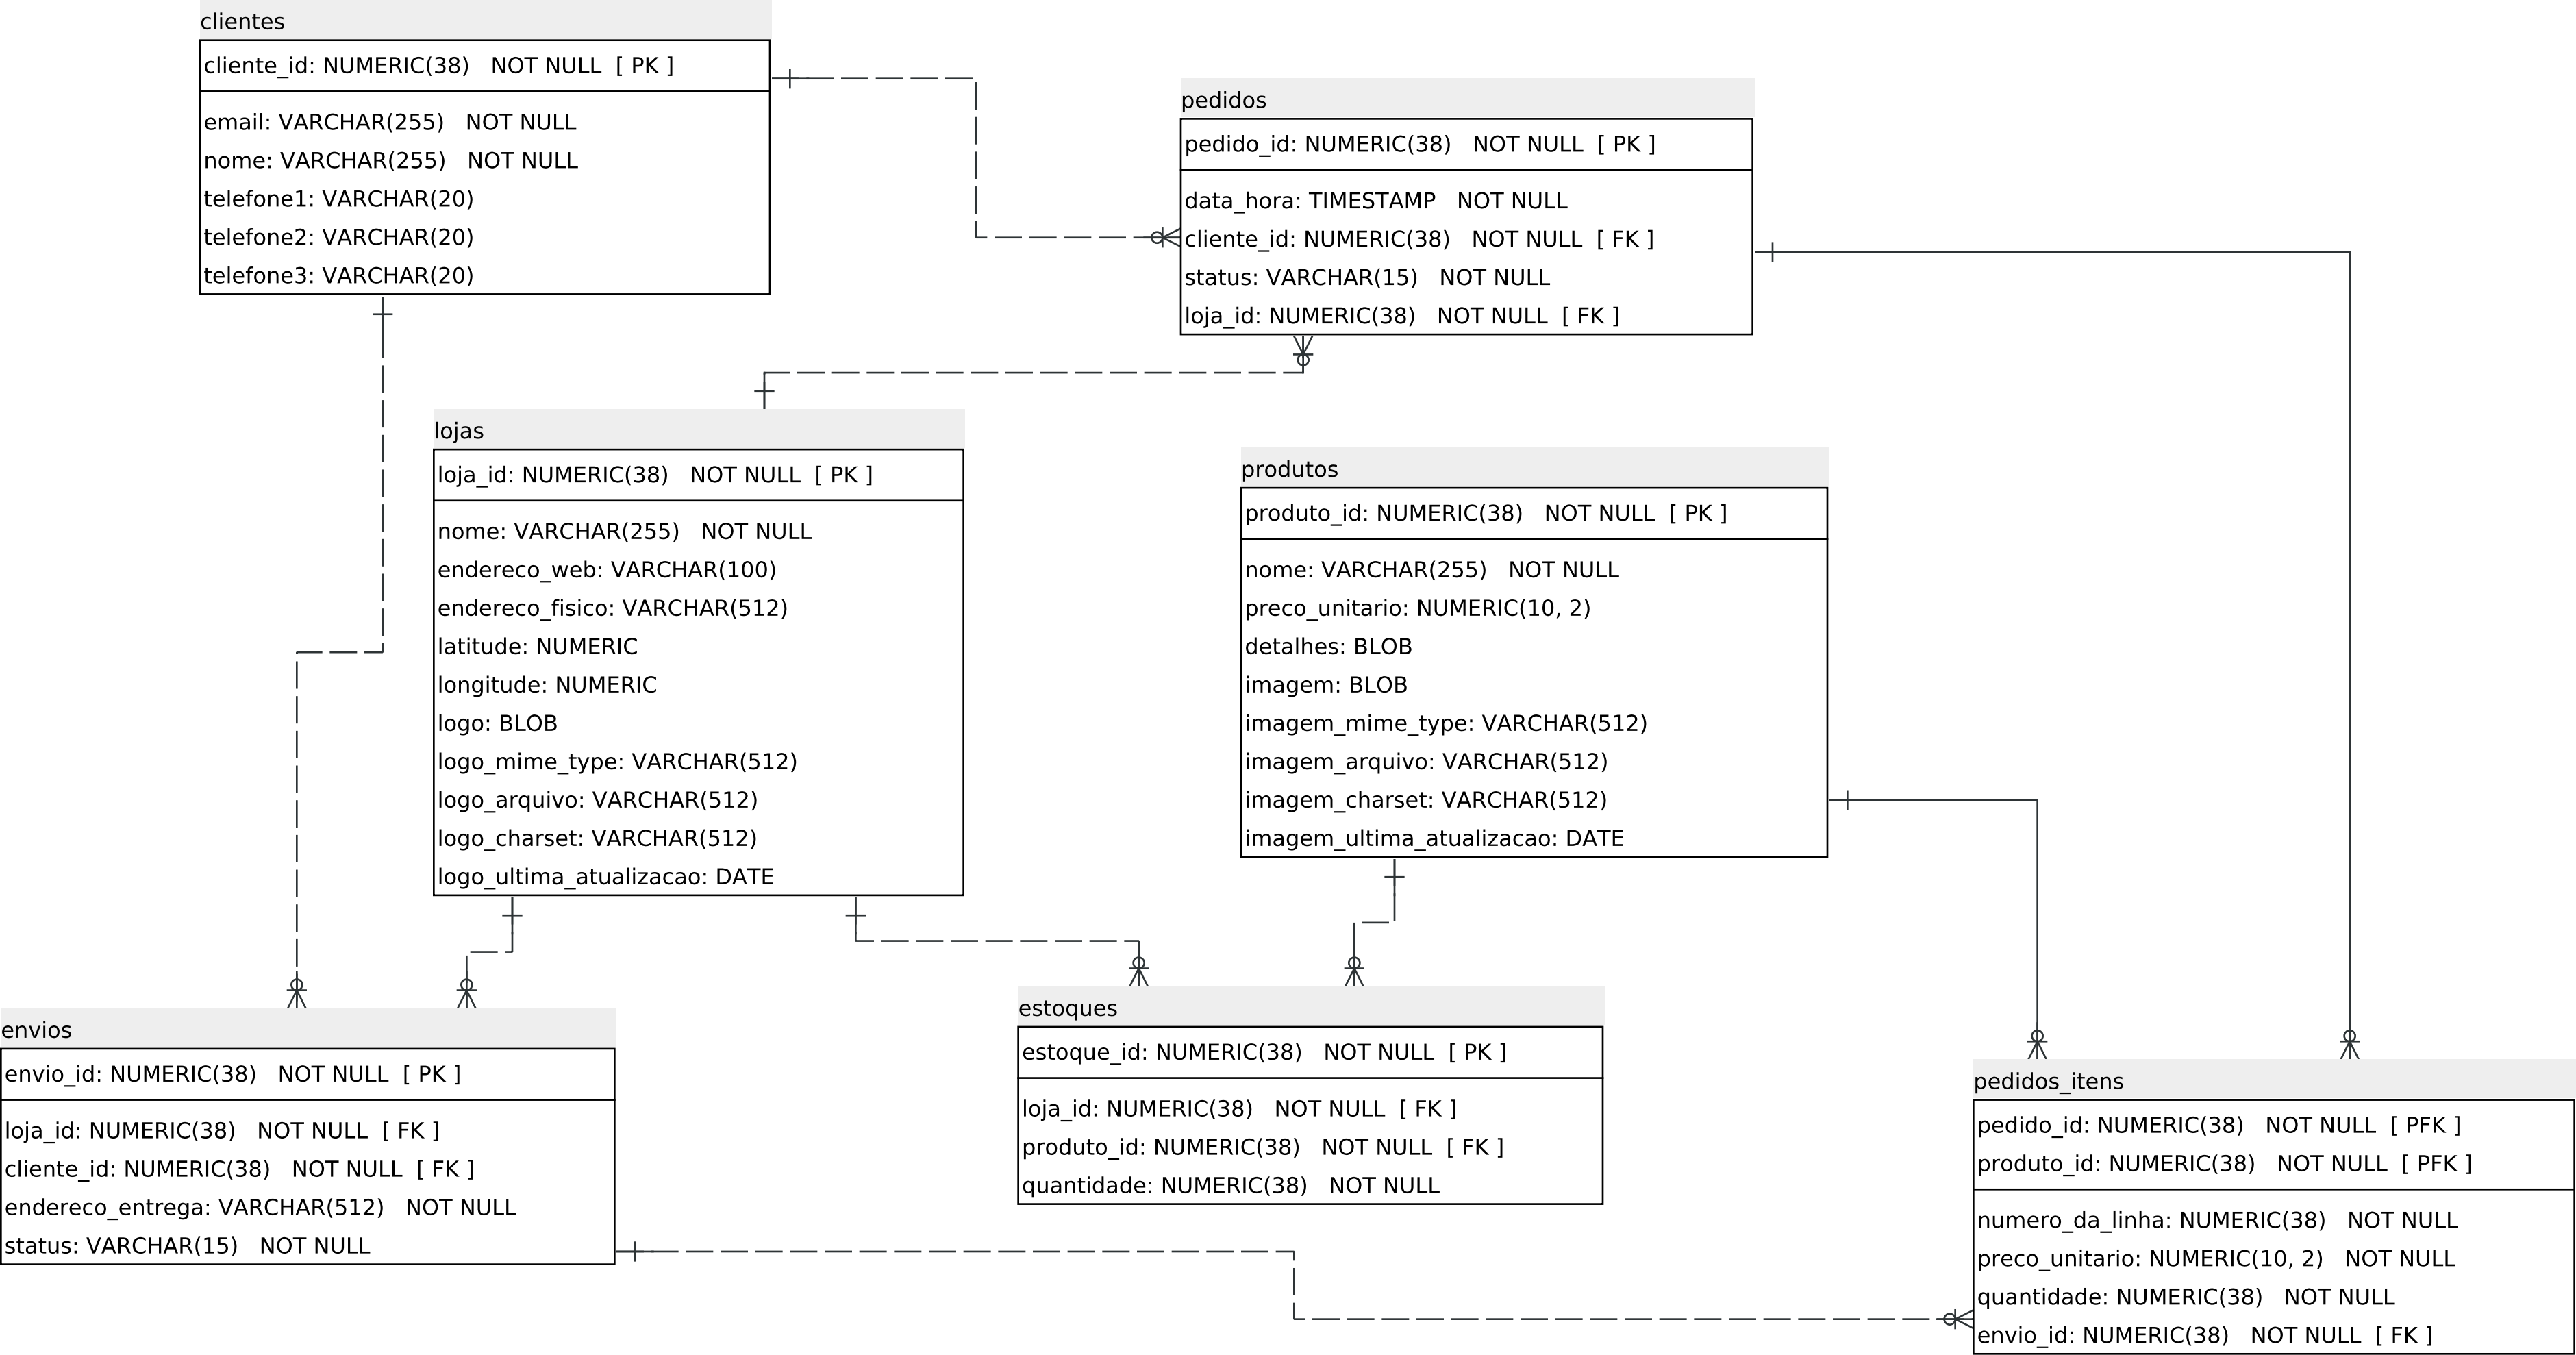 clientes
cliente_id: NUMERIC(38) NOT NULL [ PK ]
email: VARCHAR(255) NOT NULL
nome: VARCHAR(255) NOT NULL
telefone1: VARCHAR(20)
telefone2: VARCHAR(20)
telefone3: VARCHAR(20)
pedidos
pedido_id: NUMERIC(38) NOT NULL [ PK ]
data_hora: TIMESTAMP NOT NULL
cliente_id: NUMERIC(38) NOT NULL [ FK ]
status: VARCHAR(15) NOT NULL
loja_id: NUMERIC(38) NOT NULL [ FK ]
lojas
loja_id: NUMERIC(38) NOT NULL [ PK ]
nome: VARCHAR(255) NOT NULL
endereco_web: VARCHAR(100)
endereco_fisico: VARCHAR(512)
latitude: NUMERIC
longitude: NUMERIC
logo: BLOB
logo_mime_type: VARCHAR(512)
logo_arquivo: VARCHAR(512)
logo_charset: VARCHAR(512)
logo_ultima_atualizacao: DATE
produtos
produto_id: NUMERIC(38) NOT NULL [ PK ]
nome: VARCHAR(255) NOT NULL
preco_unitario: NUMERIC(10, 2)
detalhes: BLOB
imagem: BLOB
imagem_mime_type: VARCHAR(512)
imagem_arquivo: VARCHAR(512)
imagem_charset: VARCHAR(512)
imagem_ultima_atualizacao: DATE
envios
envio_id: NUMERIC(38) NOT NULL [ PK ]
loja_id: NUMERIC(38) NOT NULL [ FK ]
cliente_id: NUMERIC(38) NOT NULL [ FK ]
endereco_entrega: VARCHAR(512) NOT NULL
status: VARCHAR(15) NOT NULL
estoques
estoque_id: NUMERIC(38) NOT NULL [ PK ]
loja_id: NUMERIC(38) NOT NULL [ FK ]
produto_id: NUMERIC(38) NOT NULL [ FK ]
quantidade: NUMERIC(38) NOT NULL
pedidos_itens
pedido_id: NUMERIC(38) NOT NULL [ PFK ]
produto_id: NUMERIC(38) NOT NULL [ PFK ]
numero_da_linha: NUMERIC(38) NOT NULL
preco_unitario: NUMERIC(10, 2) NOT NULL
quantidade: NUMERIC(38) NOT NULL
envio_id: NUMERIC(38) NOT NULL [ FK ]